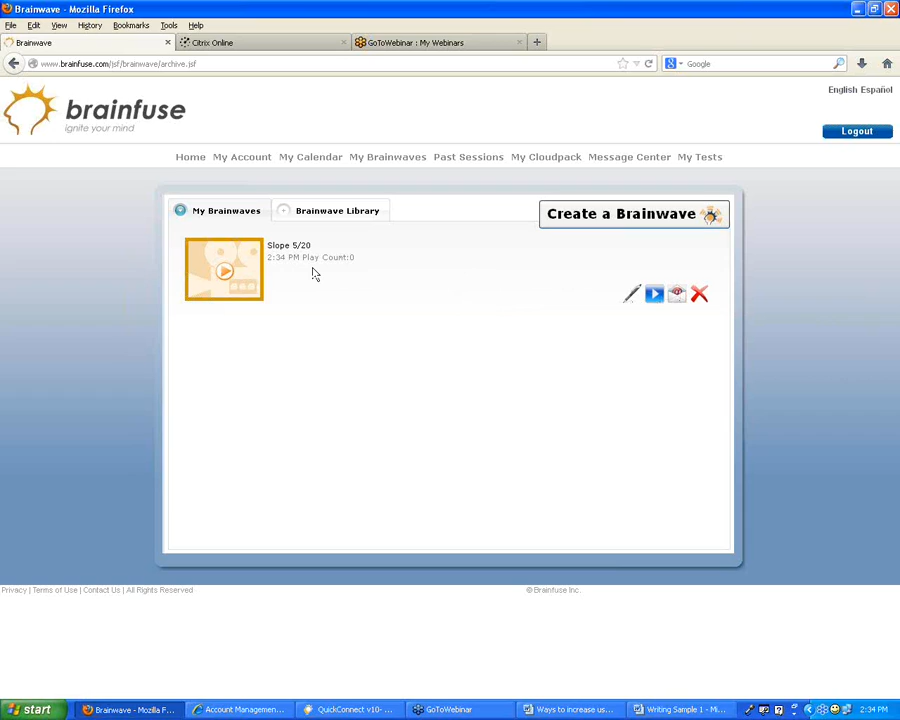 Brainwave - Mozilla Firefox
File Edit View History Bookmarks Tools Help
Brainwave × Citrix Online × GoToWebinar : My Webinars × +
www.brainfuse.com/jsf/brainwave/archive.jsf Google
English Español
brainfuse
ignite your mind
Logout
Home My Account My Calendar My Brainwaves Past Sessions My Cloudpack Message Center My Tests
My Brainwaves Brainwave Library Create a Brainwave
Slope 5/20
2:34 PM Play Count:0
Privacy | Terms of Use | Contact Us | All Rights Reserved © Brainfuse Inc.
start Brainwave - Mozilla F... Account Managemen... QuickConnect v10- ... GoToWebinar Ways to increase us... Writing Sample 1 - Mi... 2:34 PM